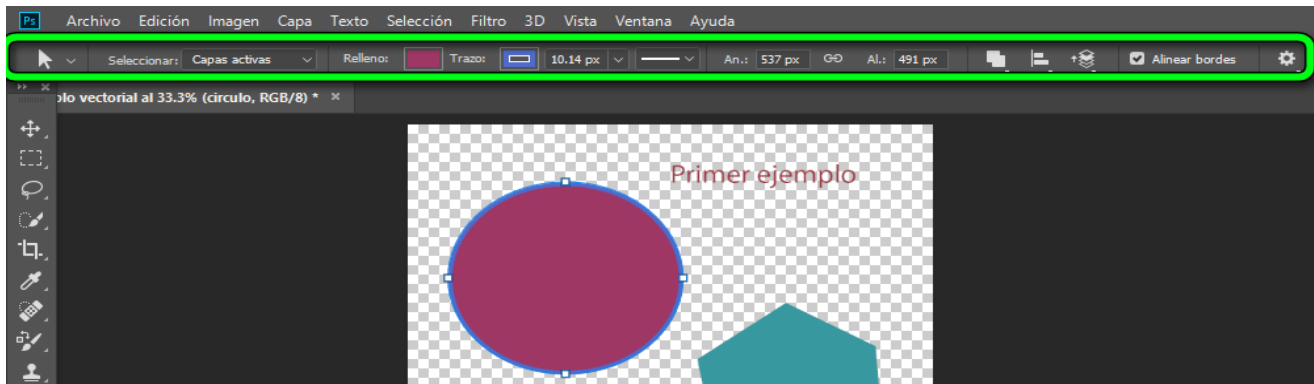 Ps Archivo Edición Imagen Capa Texto Selección Filtro 3D Vista Ventana Ayuda
Seleccionar: Capas activas Relleno: Trazo: 10.14 px An.: 537 px Al.: 491 px Alinear bordes
plo vectorial al 33.3% (circulo, RGB/8) * ×
Primer ejemplo